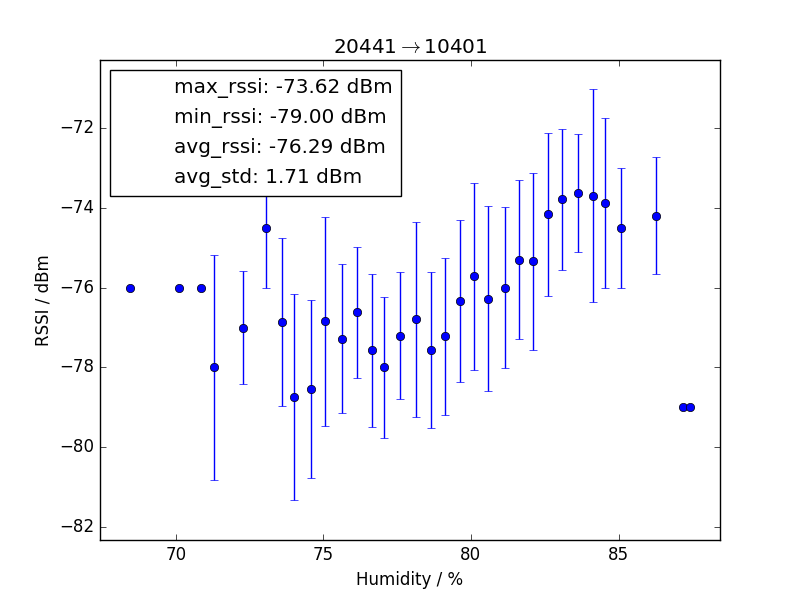 20441→10401
max_rssi: -73.62 dBm
min_rssi: -79.00 dBm
avg_rssi: -76.29 dBm
avg_std: 1.71 dBm
RSSI / dBm
−72
−74
−76
−78
−80
−82
70 75 80 85
Humidity / %